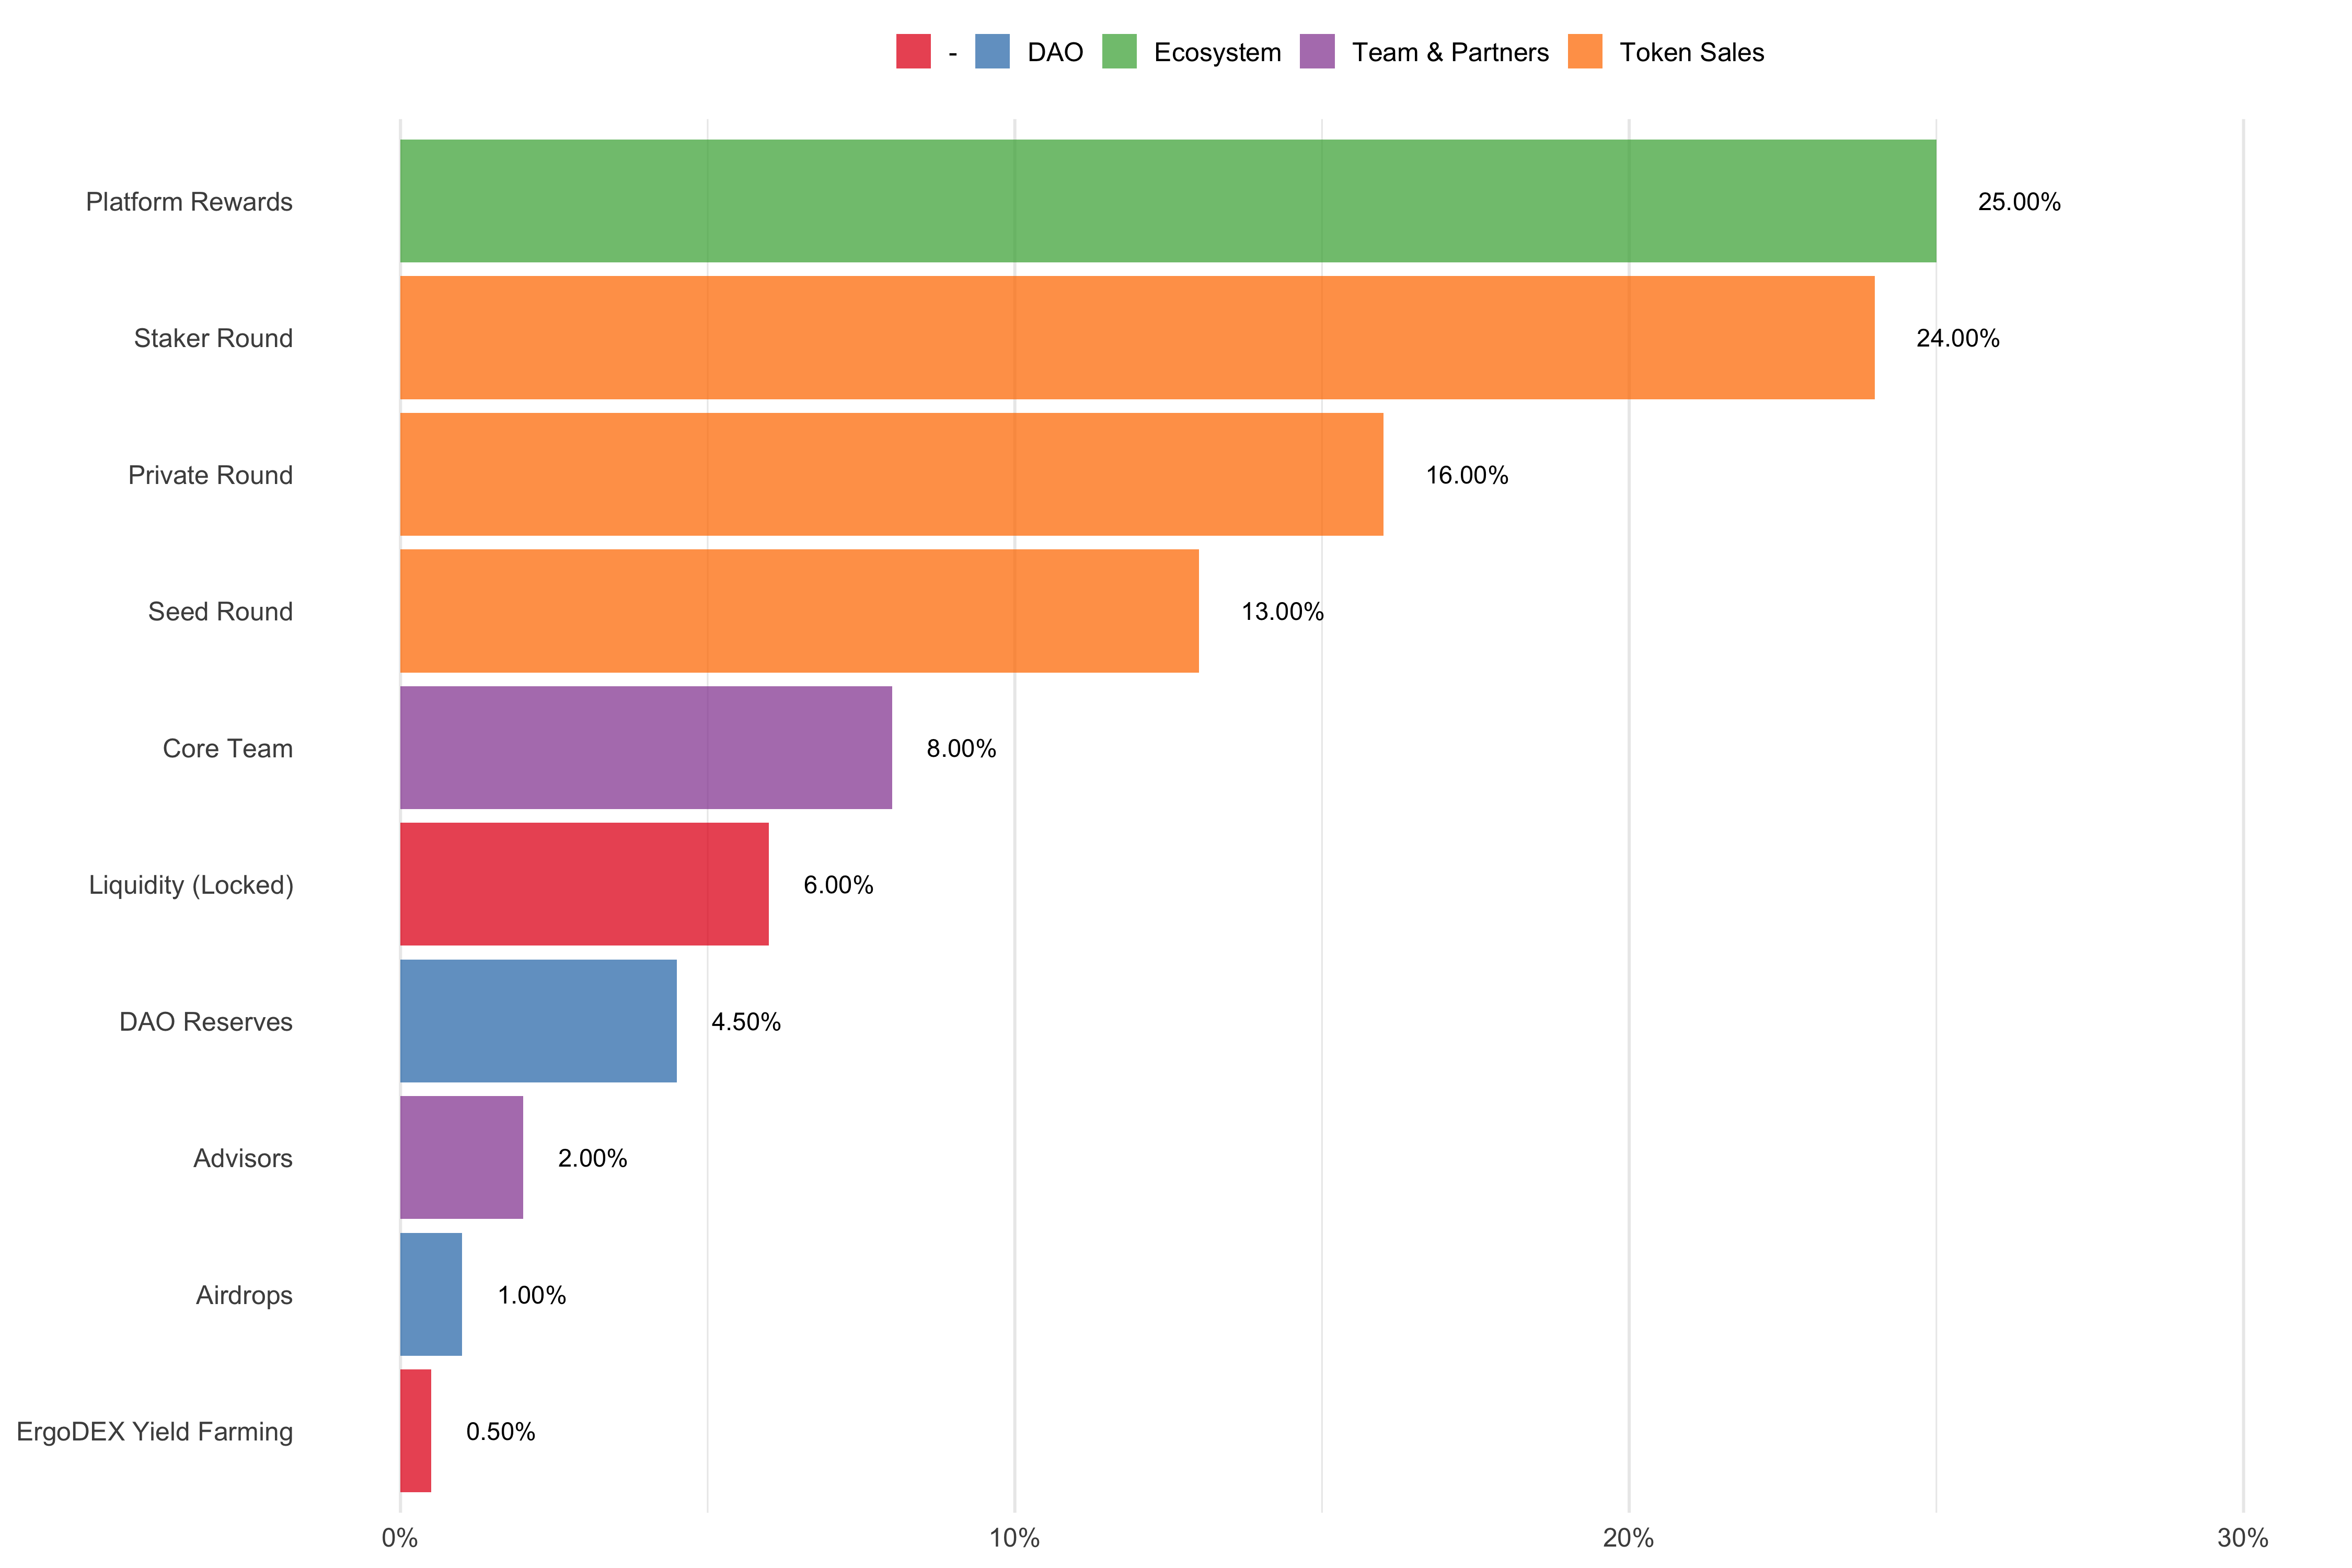 - DAO Ecosystem Team & Partners Token Sales
Platform Rewards 25.00%
Staker Round 24.00%
Private Round 16.00%
Seed Round 13.00%
Core Team 8.00%
Liquidity (Locked) 6.00%
DAO Reserves 4.50%
Advisors 2.00%
Airdrops 1.00%
ErgoDEX Yield Farming 0.50%
0% 10% 20% 30%